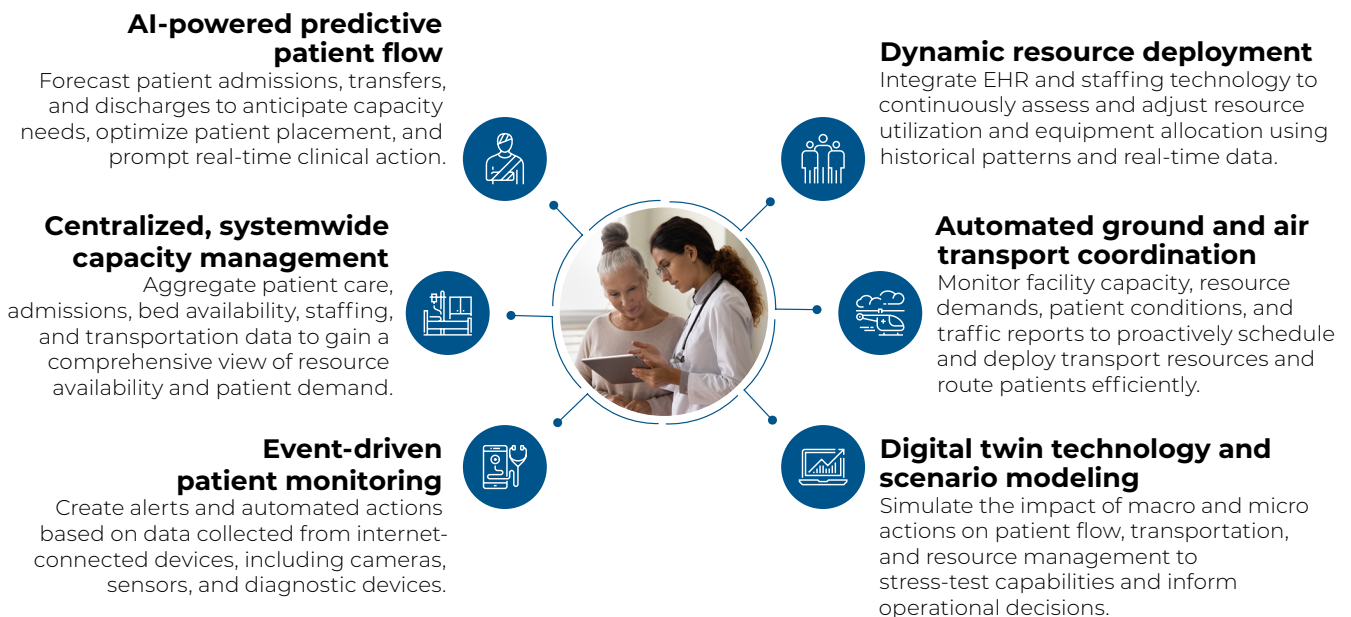 AI-powered predictive
patient flow
Forecast patient admissions, transfers,
and discharges to anticipate capacity
needs, optimize patient placement, and
prompt real-time clinical action.
Centralized, systemwide
capacity management
Aggregate patient care,
admissions, bed availability, staffing,
and transportation data to gain a
comprehensive view of resource
availability and patient demand.
Event-driven
patient monitoring
Create alerts and automated actions
based on data collected from internet-
connected devices, including cameras,
sensors, and diagnostic devices.
Dynamic resource deployment
Integrate EHR and staffing technology to
continuously assess and adjust resource
utilization and equipment allocation using
historical patterns and real-time data.
Automated ground and air
transport coordination
Monitor facility capacity, resource
demands, patient conditions, and
traffic reports to proactively schedule
and deploy transport resources and
route patients efficiently.
Digital twin technology and
scenario modeling
Simulate the impact of macro and micro
actions on patient flow, transportation,
and resource management to
stress-test capabilities and inform
operational decisions.